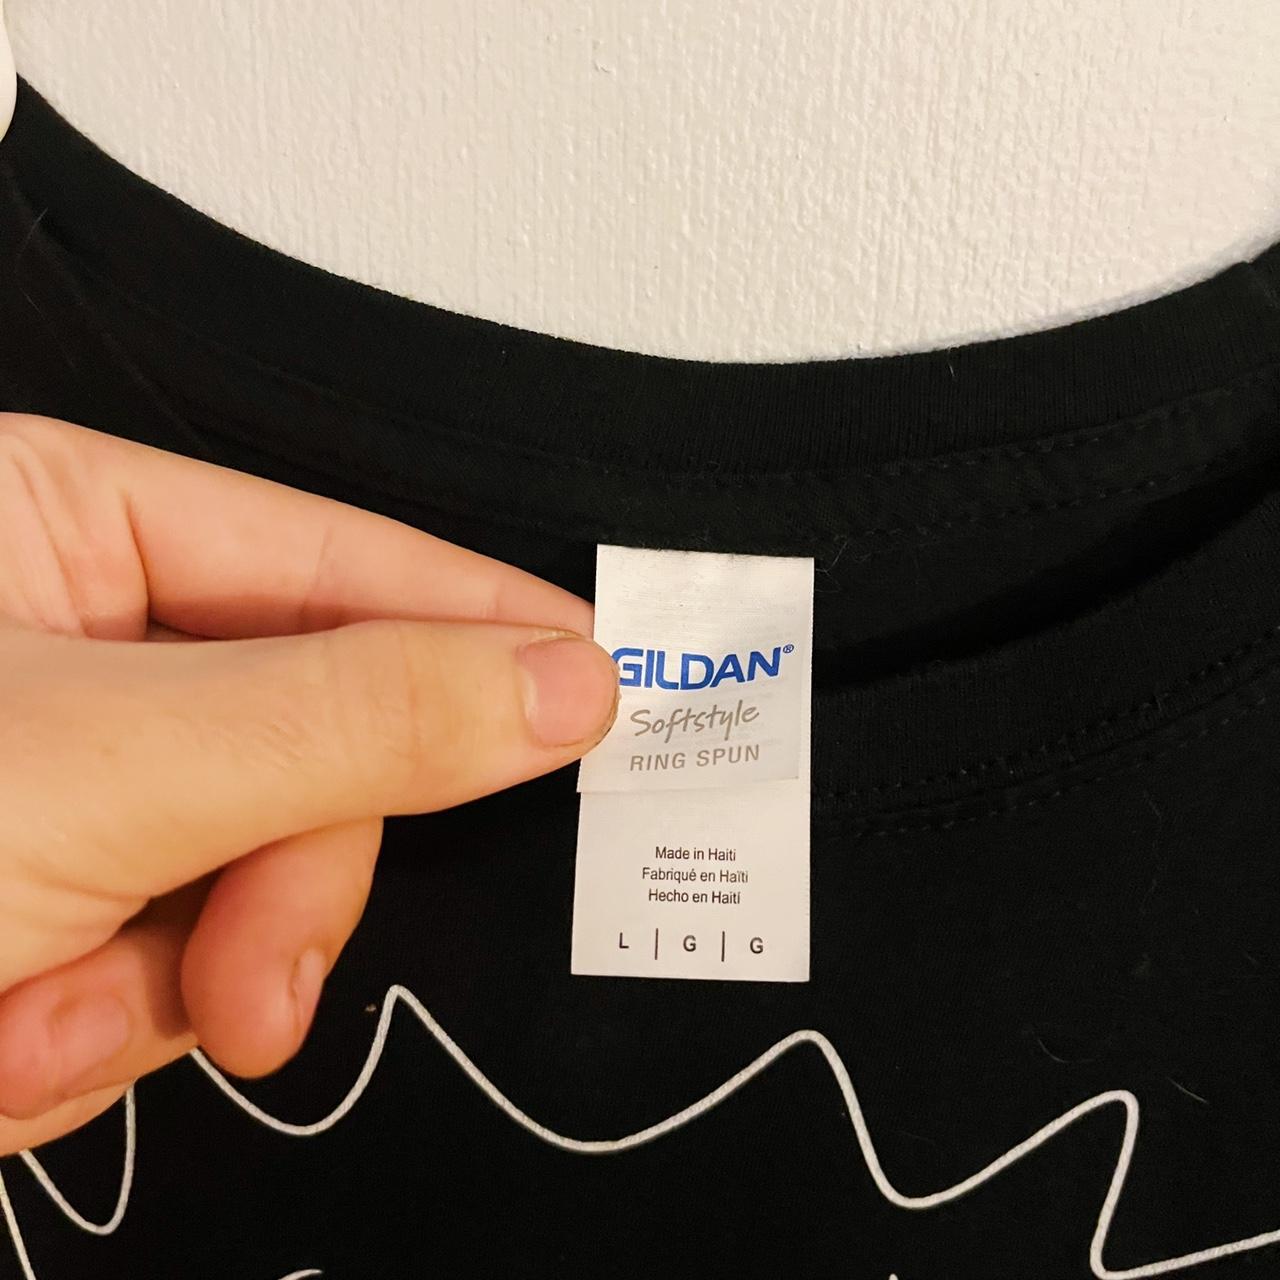 GILDAN®
Softstyle
RING SPUN
Made in Haiti
Fabriqué en Haïti
Hecho en Haití
L | G | G